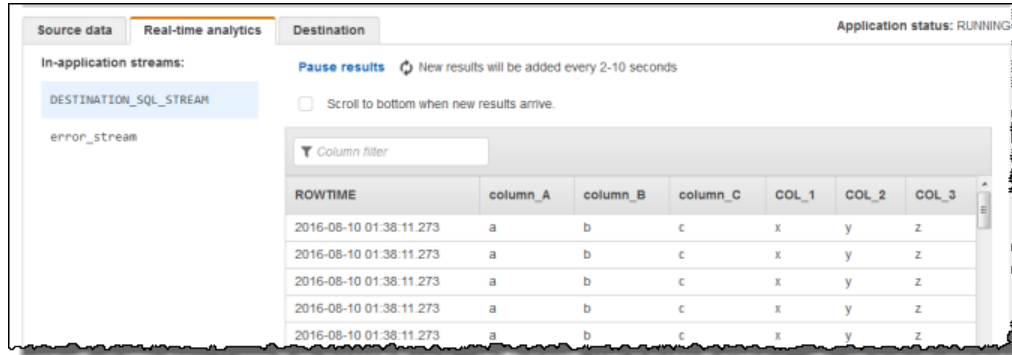 Source data Real-time analytics Destination Application status: RUNNING
In-application streams:
Pause results New results will be added every 2-10 seconds
DESTINATION_SQL_STREAM
Scroll to bottom when new results arrive.
error_stream
Column filter
ROWTIME column_A column_B column_C COL_1 COL_2 COL_3
2016-08-10 01:38:11.273 a b c x y z
2016-08-10 01:38:11.273 a b c x y z
2016-08-10 01:38:11.273 a b c x y z
2016-08-10 01:38:11.273 a b c x y z
2016-08-10 01:38:11.273 a b c x y z